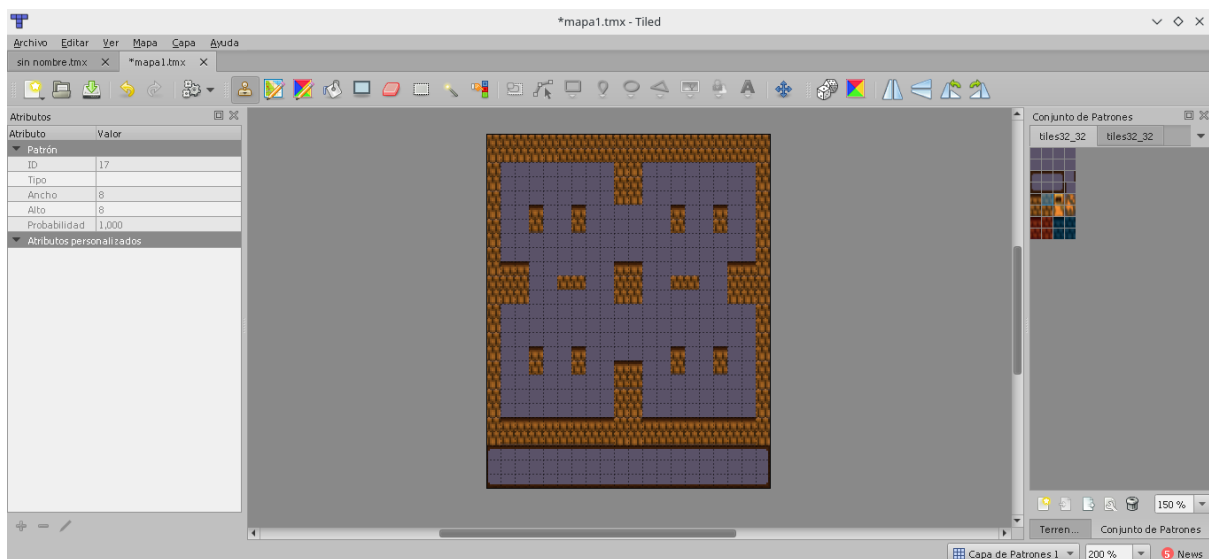 *mapa1.tmx - Tiled
Archivo Editar Ver Mapa Capa Ayuda
sin nombre.tmx *mapa1.tmx
Atributos
Atributo Valor
Patrón
ID 17
Tipo
Ancho 8
Alto 8
Probabilidad 1,000
Atributos personalizados
Conjunto de Patrones
tiles32_32 tiles32_32
150 %
Terren... Conjunto de Patrones
Capa de Patrones 1 200 % 5 News